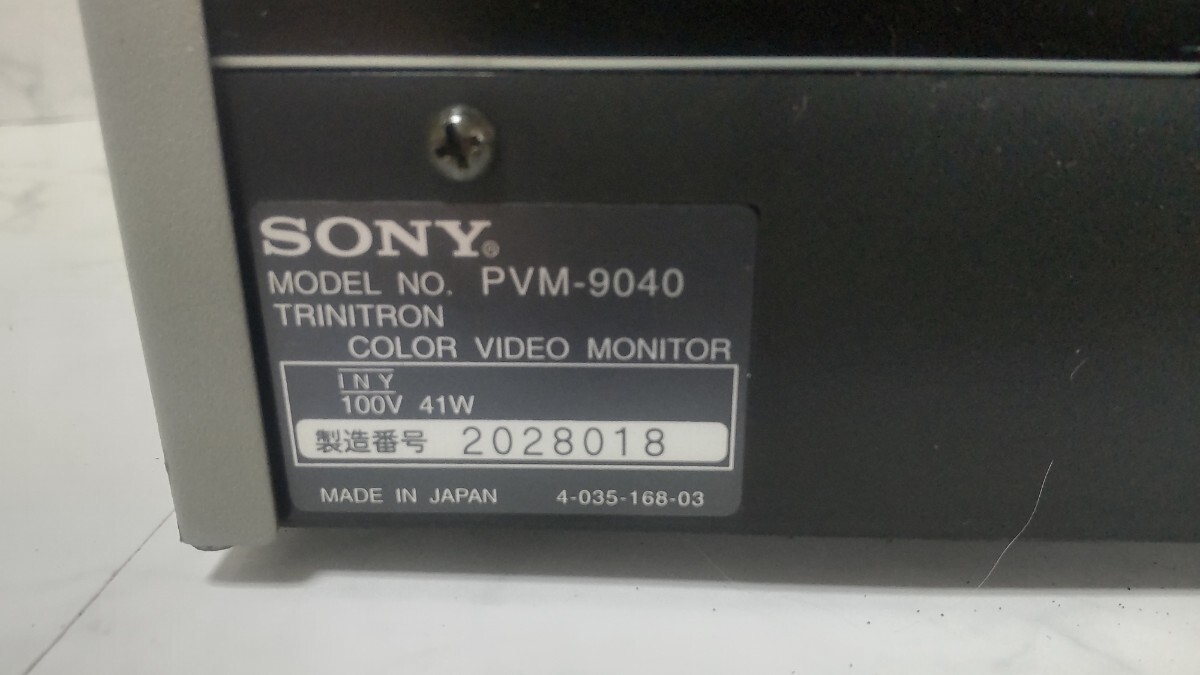 SONY®
MODEL NO. PVM-9040
TRINITRON
COLOR VIDEO MONITOR
INY
100V 41W
製造番号 2028018
MADE IN JAPAN 4-035-168-03